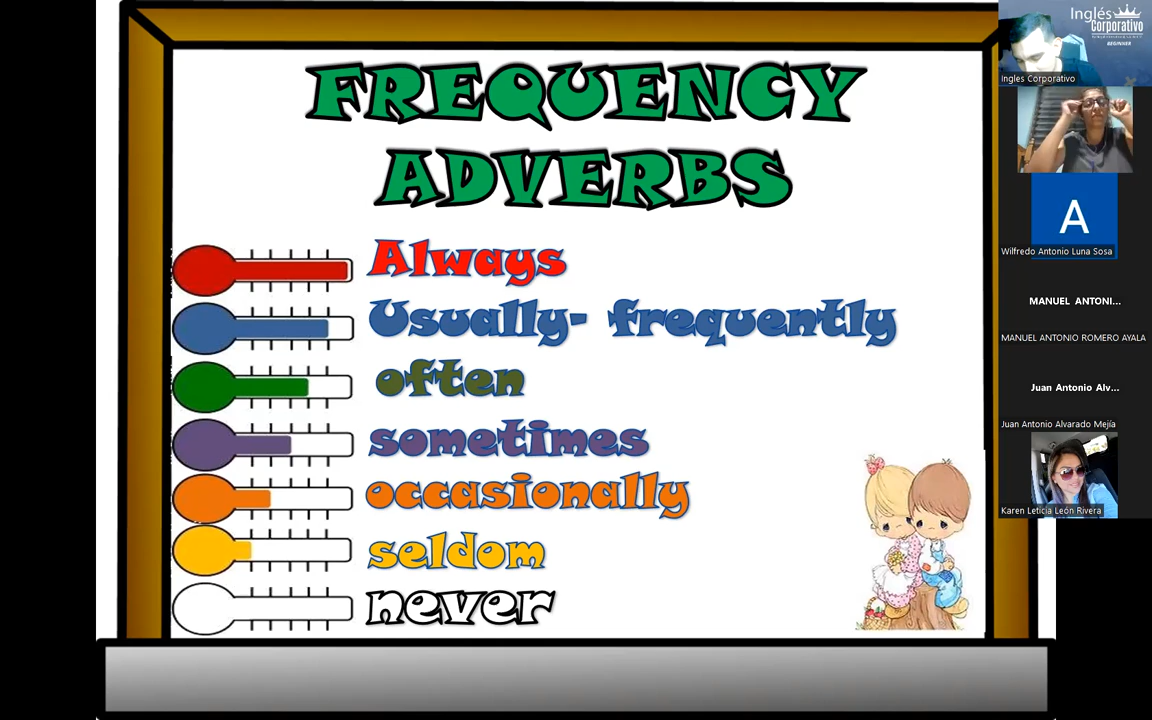 FREQUENCY
ADVERBS
Always
Usually- frequently
often
sometimes
occasionally
seldom
never
Inglés
Corporativo
BEGINNER
Ingles Corporativo
A
Wilfredo Antonio Luna Sosa
MANUEL ANTONI...
MANUEL ANTONIO ROMERO AYALA
Juan Antonio Alv...
Juan Antonio Alvarado Mejía
Karen Leticia León Rivera